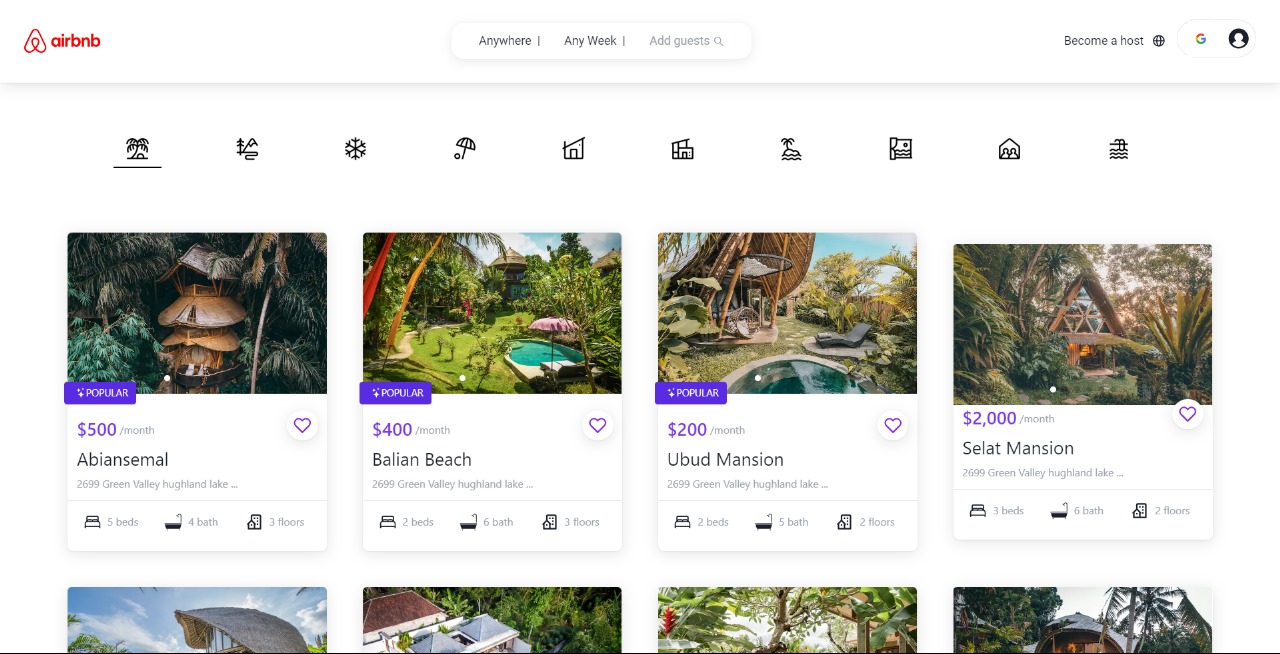 airbnb
Anywhere | Any Week | Add guests
Become a host
POPULAR POPULAR POPULAR
$500 /month $400 /month $200 /month $2,000 /month
Abiansemal Balian Beach Ubud Mansion Selat Mansion
2699 Green Valley hughland lake ... 2699 Green Valley hughland lake ... 2699 Green Valley hughland lake ... 2699 Green Valley hughland lake ...
5 beds 4 bath 3 floors 2 beds 6 bath 3 floors 2 beds 5 bath 2 floors 3 beds 6 bath 2 floors